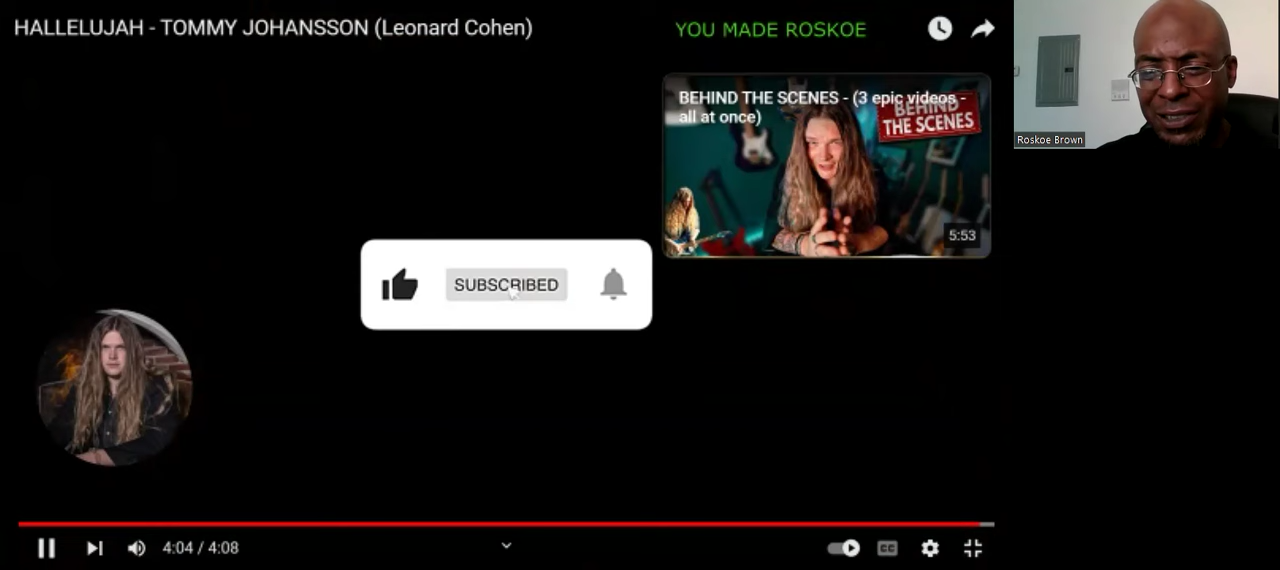 HALLELUJAH - TOMMY JOHANSSON (Leonard Cohen)
YOU MADE ROSKOE
BEHIND THE SCENES - (3 epic videos -
all at once)
BEHIND
THE SCENES
5:53
Roskoe Brown
SUBSCRIBED
4:04 / 4:08
CC